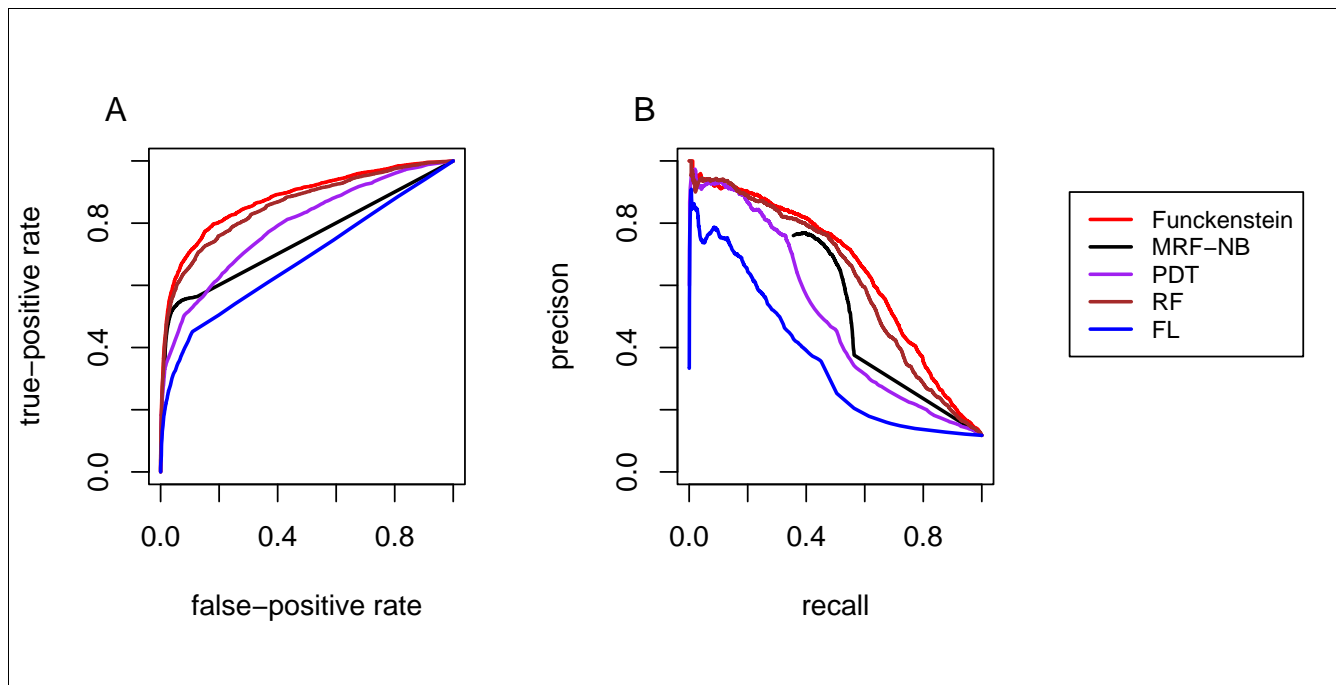 A
true−positive rate
0.0
0.4
0.8
0.0
0.4
0.8
false−positive rate
B
precison
0.0
0.4
0.8
0.0
0.4
0.8
recall
Funckenstein
MRF−NB
PDT
RF
FL